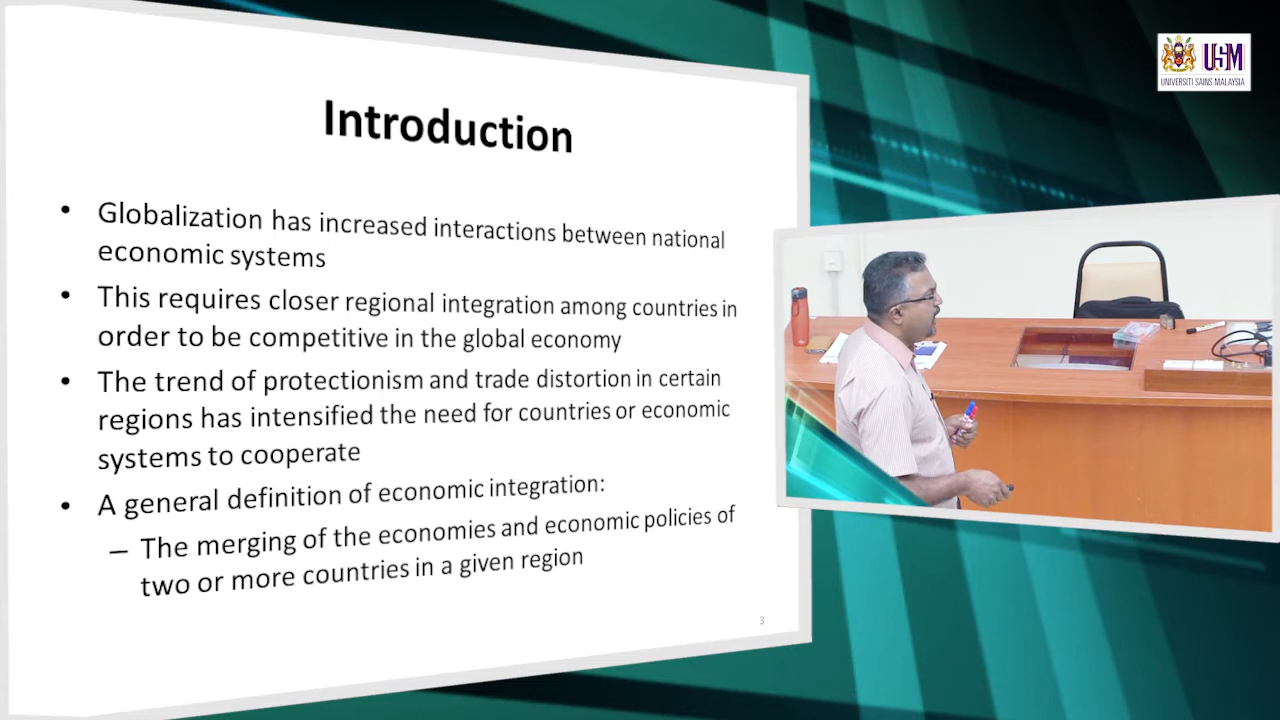 Introduction
• Globalization has increased interactions between national
economic systems
• This requires closer regional integration among countries in
order to be competitive in the global economy
• The trend of protectionism and trade distortion in certain
regions has intensified the need for countries or economic
systems to cooperate
• A general definition of economic integration:
– The merging of the economies and economic policies of
two or more countries in a given region
3
USM
UNIVERSITI SAINS MALAYSIA